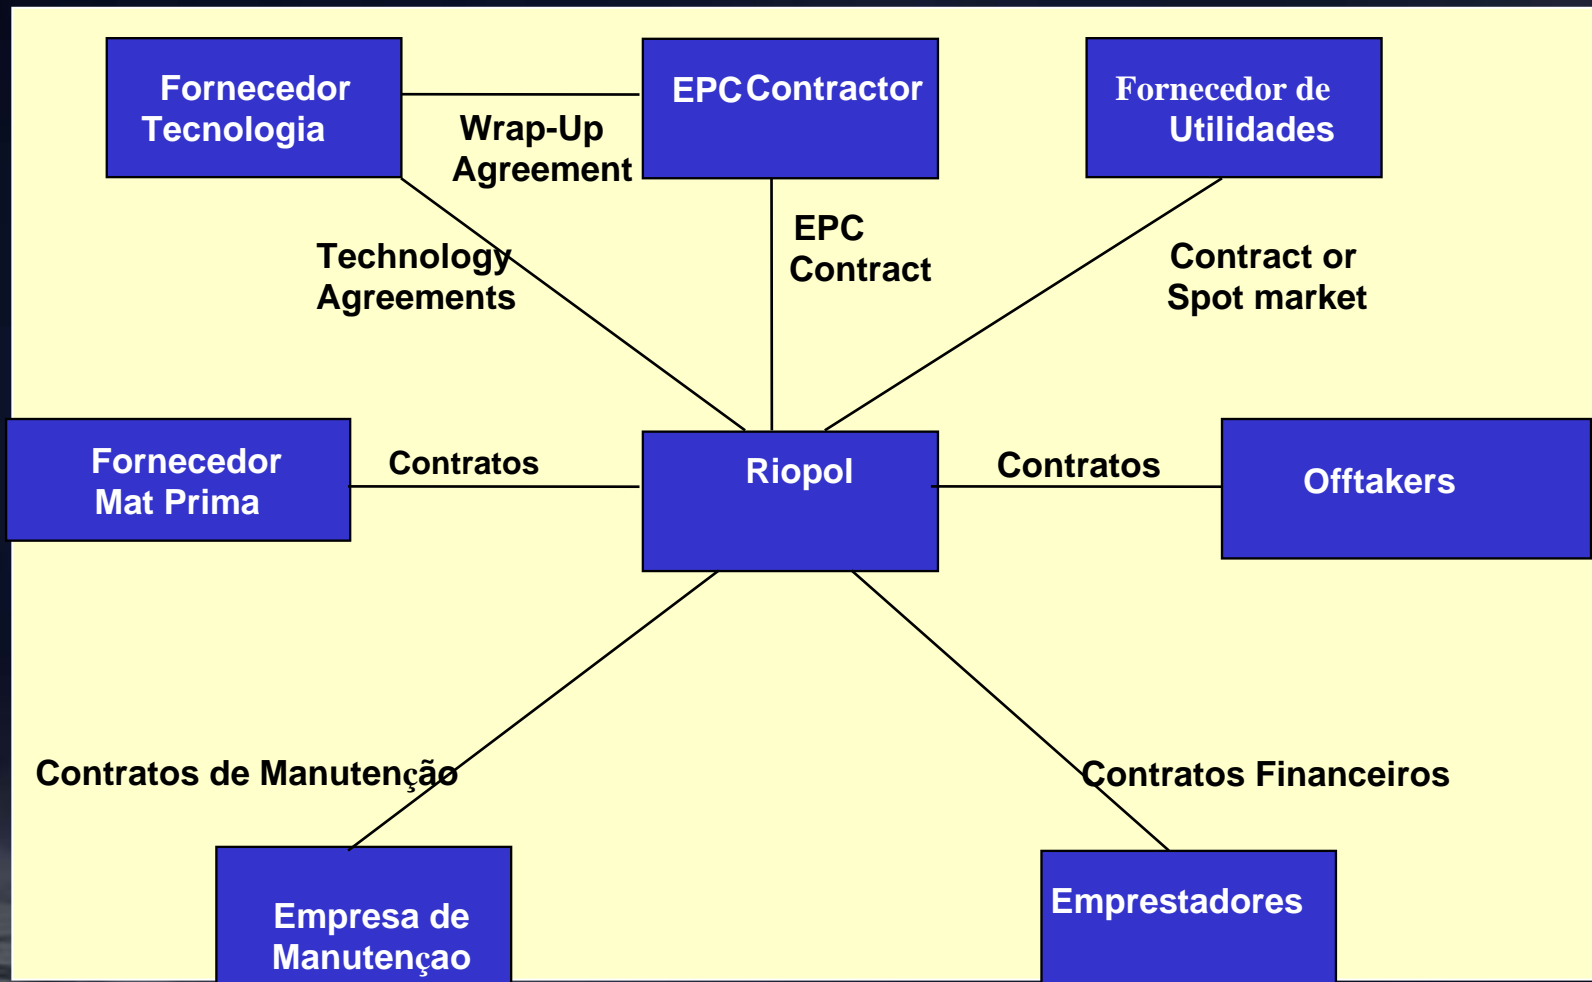 Fornecedor
Tecnologia
Wrap-Up
Agreement
EPC Contractor
Fornecedor de
Utilidades
Technology
Agreements
EPC
Contract
Contract or
Spot market
Fornecedor
Mat Prima
Contratos
Riopol
Contratos
Offtakers
Contratos de Manutenção
Contratos Financeiros
Empresa de
Manutençao
Emprestadores